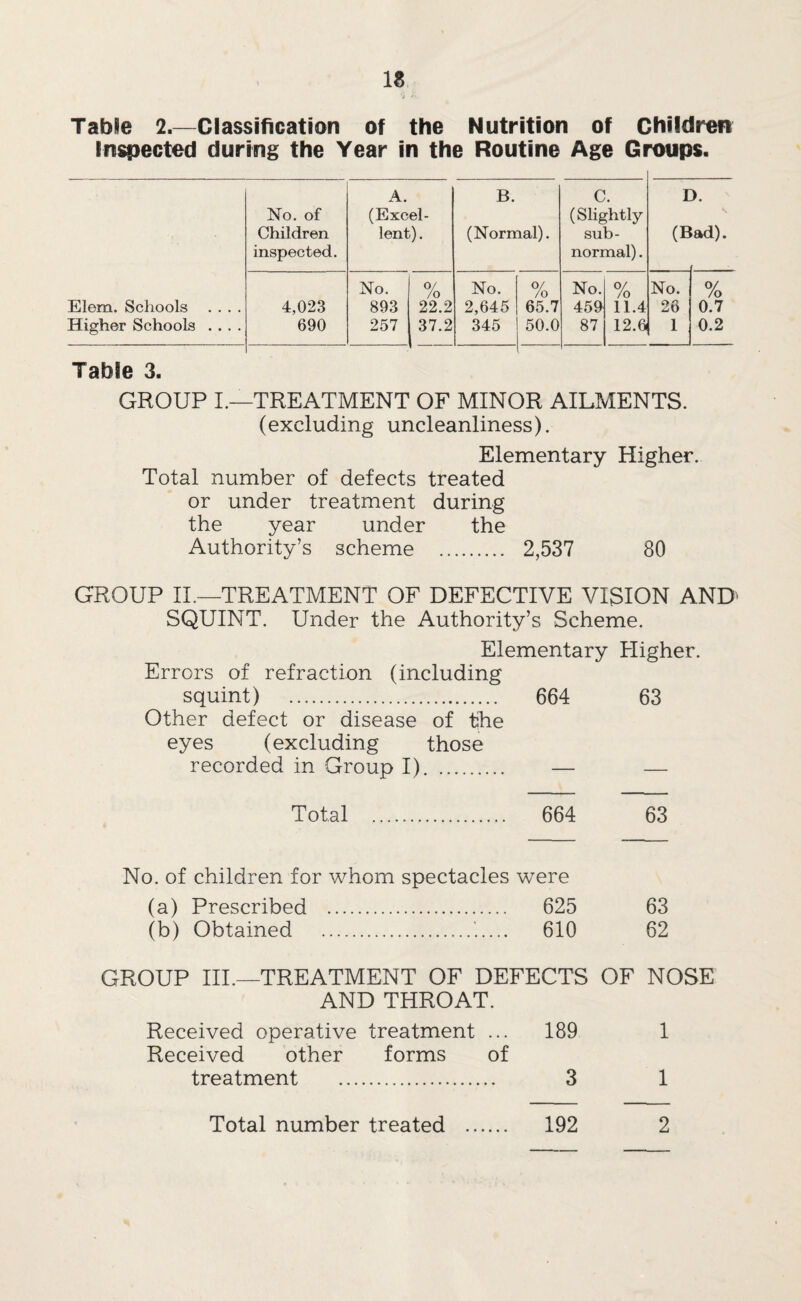 18
Table 2.—Classification of the Nutrition of Children
Inspected during the Year in the Routine Age Groups.
No. of Children inspected. | A. (Excel-lent). | B. (Normal). | C. (Slightly sub-normal). | D. (Bad).
No. % No. % No. % No. %
Elem. Schools .... 4,023 893 22.2 2,645 65.7 459 11.4 26 0.7
Higher Schools .... 690 257 37.2 345 50.0 87 12.6 1 0.2
Table 3.
GROUP I.—TREATMENT OF MINOR AILMENTS.
(excluding uncleanliness).
Elementary Higher.
Total number of defects treated
or under treatment during
the year under the
Authority's scheme ......... 2,537 80
GROUP II.—TREATMENT OF DEFECTIVE VISION AND
SQUINT. Under the Authority's Scheme.
Elementary Higher.
Errors of refraction (including
squint) .............................. 664 63
Other defect or disease of the
eyes (excluding those
recorded in Group I). ......... — —
Total ................... 664 63
No. of children for whom spectacles were
(a) Prescribed .......................... 625 63
(b) Obtained ........................... 610 62
GROUP III.—TREATMENT OF DEFECTS OF NOSE
AND THROAT.
Received operative treatment ... 189 1
Received other forms of
treatment ...................... 3 1
Total number treated ...... 192 2